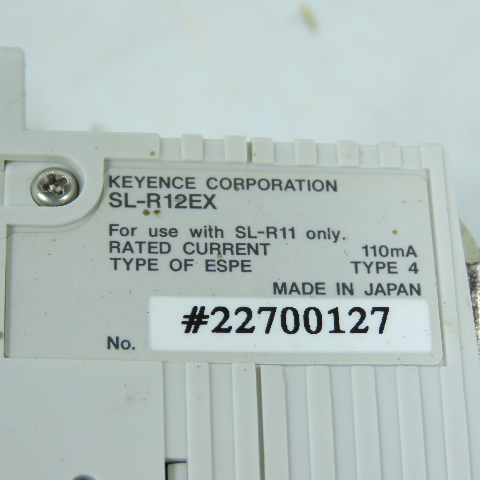 KEYENCE CORPORATION
SL-R12EX
For use with SL-R11 only.
RATED CURRENT 110mA
TYPE OF ESPE TYPE 4
MADE IN JAPAN
No. #22700127